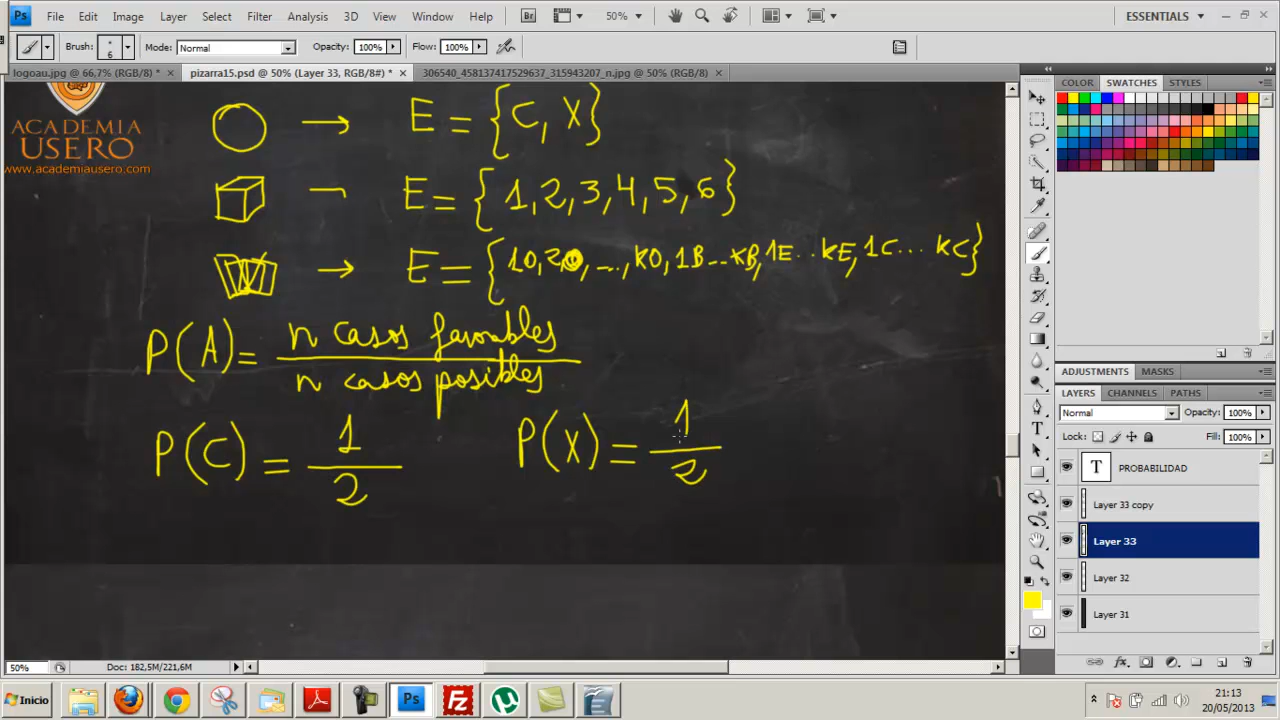 File Edit Image Layer Select Filter Analysis 3D View Window Help Br 50% ESSENTIALS
Brush: 6 Mode: Normal Opacity: 100% Flow: 100%
logoau.jpg @ 66,7% (RGB/8) * pizarra15.psd @ 50% (Layer 33, RGB/8#) * 306540_458137417529637_315943207_n.jpg @ 50% (RGB/8)
COLOR SWATCHES STYLES
ACADEMIA
USERO
www.academiausero.com
→ E = {C, X}
E = {1,2,3,4,5,6}
→ E = {1O,2O, ..., KO, 1B...KB, 1E...KE, 1C...KC}
P(A) = n casos favorables
n casos posibles
P(C) = 1/2 P(X) = 1/2
ADJUSTMENTS MASKS
LAYERS CHANNELS PATHS
Normal Opacity: 100%
Lock: Fill: 100%
T PROBABILIDAD
Layer 33 copy
Layer 33
Layer 32
Layer 31
50% Doc: 182,5M/221,6M
Inicio Ps Fz 21:13
20/05/2013